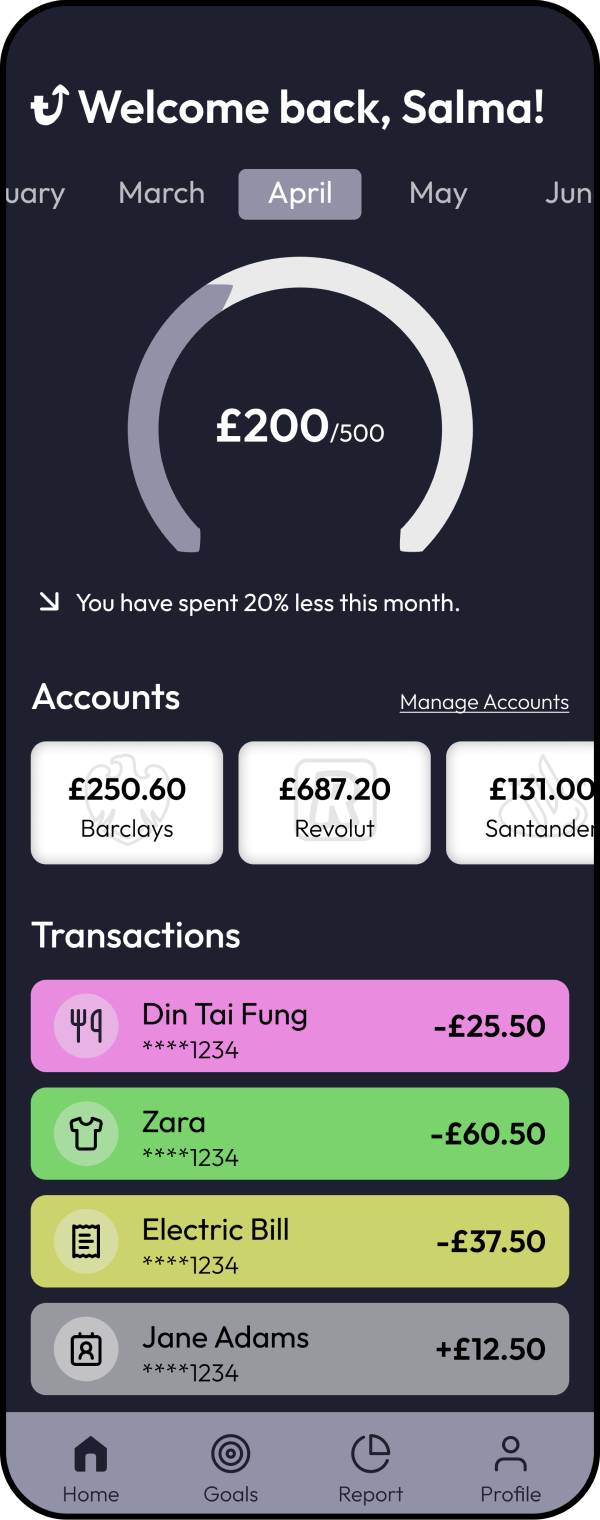 Welcome back, Salma!
uary March April May Jun
£200/500
You have spent 20% less this month.
Accounts Manage Accounts
£250.60 £687.20 £131.00
Barclays Revolut Santander
Transactions
Din Tai Fung
-£25.50
****1234
Zara
-£60.50
****1234
Electric Bill
-£37.50
****1234
Jane Adams
+£12.50
****1234
Home Goals Report Profile